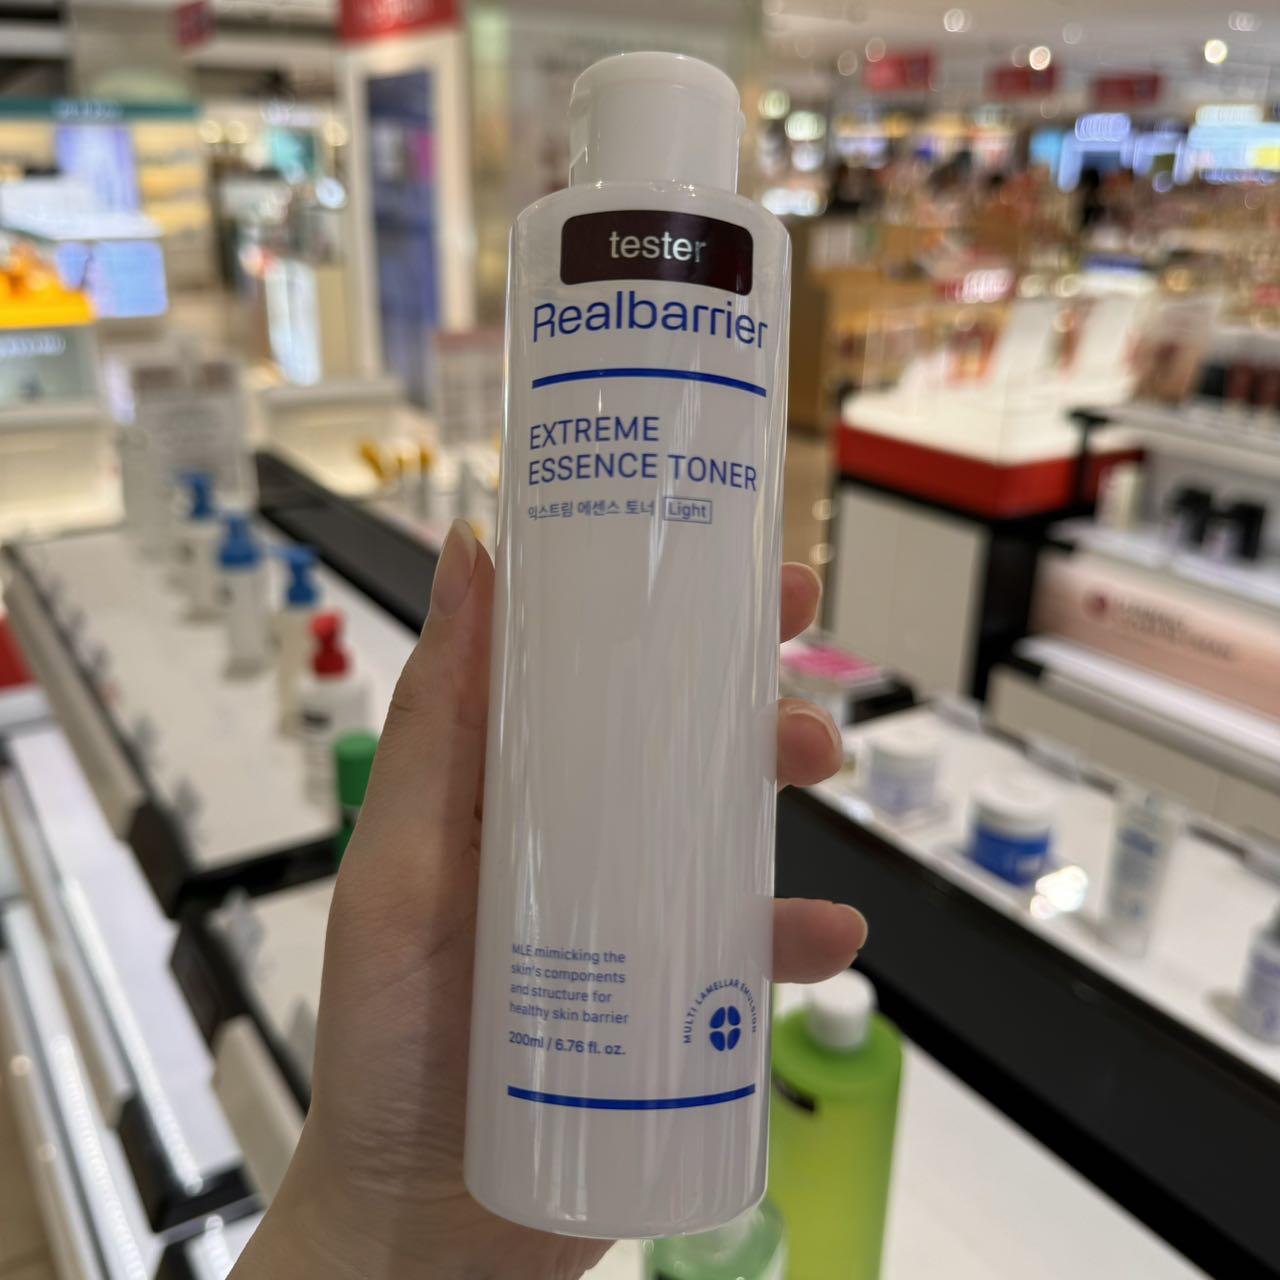 tester
Realbarrier
EXTREME
ESSENCE TONER
익스트림 에센스 토너 Light
MLE mimicking the
skin's components
and structure for
healthy skin barrier
200ml / 6.76 fl. oz.
MULTI LAMELLAR EMULSION